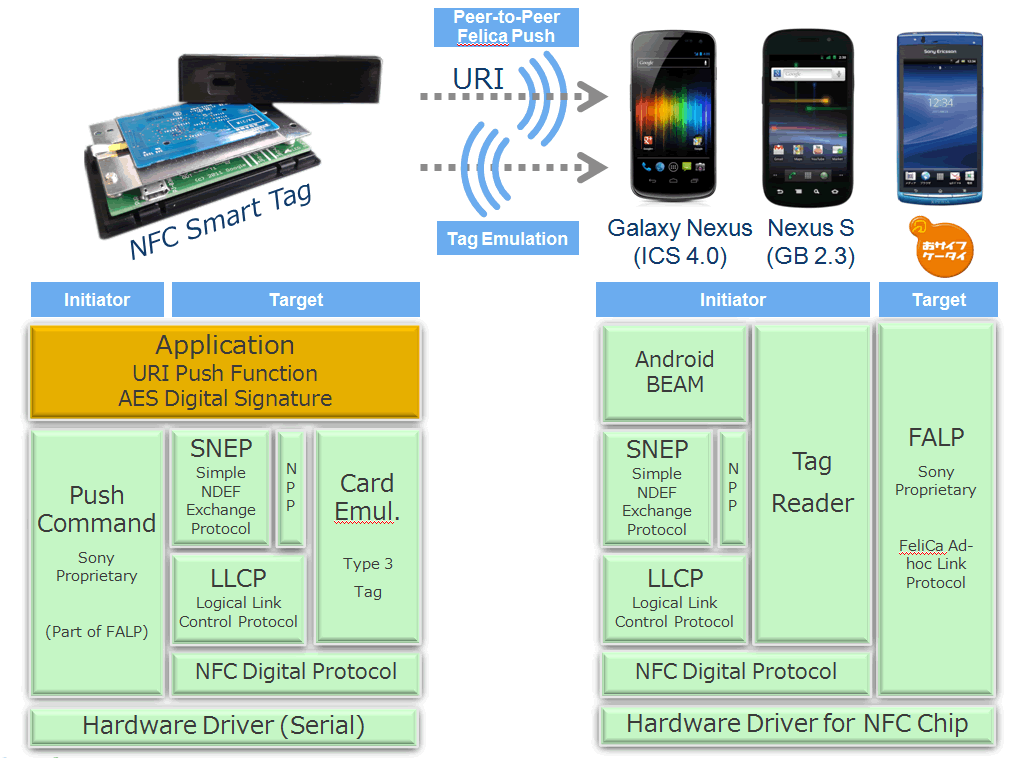 Peer-to-Peer
Felica Push
URI
NFC Smart Tag
Tag Emulation
Galaxy Nexus
(ICS 4.0)
Nexus S
(GB 2.3)
Sony Ericsson
12:34
Google
おサイフ
ケータイ
Initiator
Target
Application
URI Push Function
AES Digital Signature
Push
Command
Sony
Proprietary
(Part of FALP)
SNEP
Simple
NDEF
Exchange
Protocol
N
P
P
Card
Emul.
Type 3
Tag
LLCP
Logical Link
Control Protocol
NFC Digital Protocol
Hardware Driver (Serial)
Initiator
Target
Android
BEAM
SNEP
Simple
NDEF
Exchange
Protocol
N
P
P
Tag
Reader
LLCP
Logical Link
Control Protocol
NFC Digital Protocol
FALP
Sony
Proprietary
FeliCa Ad-
hoc Link
Protocol
Hardware Driver for NFC Chip